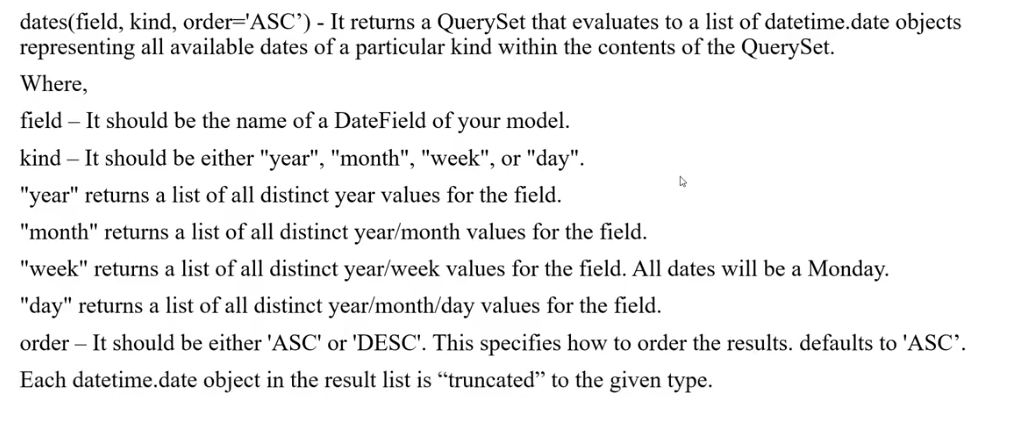 dates(field, kind, order='ASC’) - It returns a QuerySet that evaluates to a list of datetime.date objects
representing all available dates of a particular kind within the contents of the QuerySet.
Where,
field – It should be the name of a DateField of your model.
kind – It should be either "year", "month", "week", or "day".
"year" returns a list of all distinct year values for the field.
"month" returns a list of all distinct year/month values for the field.
"week" returns a list of all distinct year/week values for the field. All dates will be a Monday.
"day" returns a list of all distinct year/month/day values for the field.
order – It should be either 'ASC' or 'DESC'. This specifies how to order the results. defaults to 'ASC’.
Each datetime.date object in the result list is “truncated” to the given type.